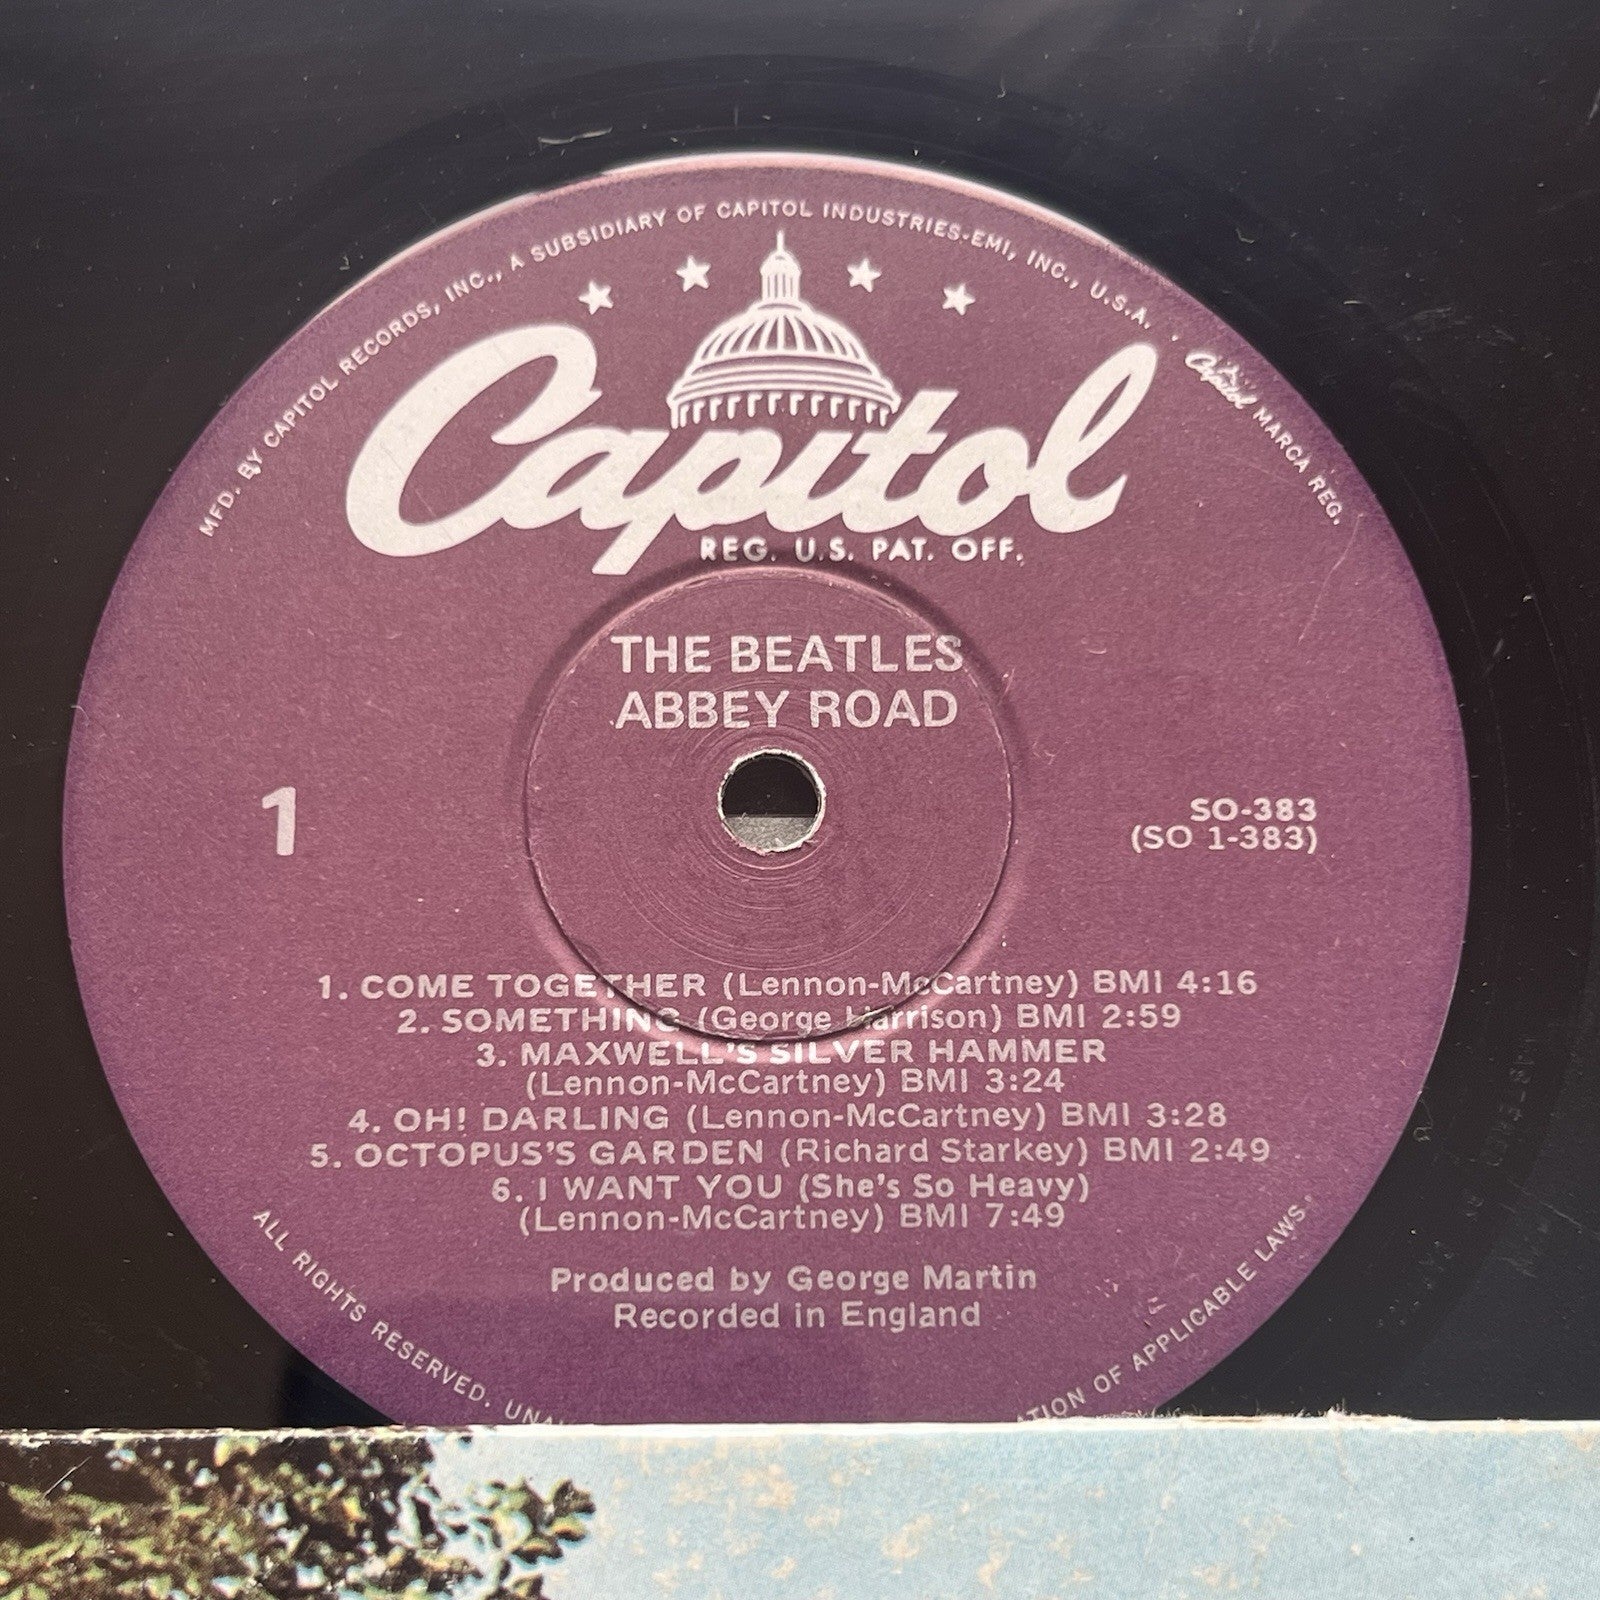 MFD. BY CAPITOL RECORDS, INC., A SUBSIDIARY OF CAPITOL INDUSTRIES-EMI, INC., U.S.A. Capitol MARCA REG.
Capitol
REG. U.S. PAT. OFF.
THE BEATLES
ABBEY ROAD
1
SO-383
(SO 1-383)
1. COME TOGETHER (Lennon-McCartney) BMI 4:16
2. SOMETHING (George Harrison) BMI 2:59
3. MAXWELL'S SILVER HAMMER
(Lennon-McCartney) BMI 3:24
4. OH! DARLING (Lennon-McCartney) BMI 3:28
5. OCTOPUS'S GARDEN (Richard Starkey) BMI 2:49
6. I WANT YOU (She's So Heavy)
(Lennon-McCartney) BMI 7:49
Produced by George Martin
Recorded in England
ALL RIGHTS RESERVED. OF APPLICABLE LAWS.